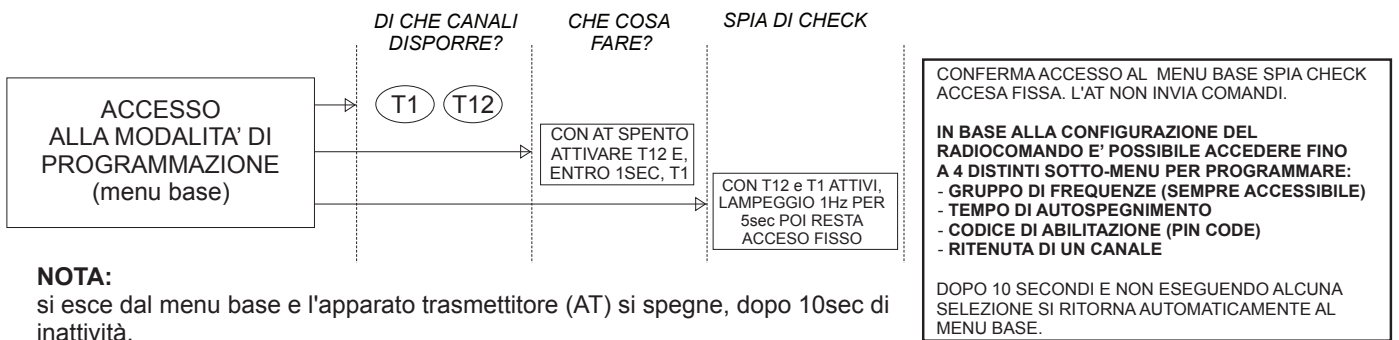 DI CHE CANALI
DISPORRE?
CHE COSA
FARE?
SPIA DI CHECK
ACCESSO
ALLA MODALITA' DI
PROGRAMMAZIONE
(menu base)
T1
T12
CON AT SPENTO
ATTIVARE T12 E,
ENTRO 1SEC, T1
CON T12 e T1 ATTIVI,
LAMPEGGIO 1Hz PER
5sec POI RESTA
ACCESO FISSO
CONFERMA ACCESSO AL MENU BASE SPIA CHECK
ACCESA FISSA. L'AT NON INVIA COMANDI.
IN BASE ALLA CONFIGURAZIONE DEL
RADIOCOMANDO E' POSSIBILE ACCEDERE FINO
A 4 DISTINTI SOTTO-MENU PER PROGRAMMARE:
- GRUPPO DI FREQUENZE (SEMPRE ACCESSIBILE)
- TEMPO DI AUTOSPEGNIMENTO
- CODICE DI ABILITAZIONE (PIN CODE)
- RITENUTA DI UN CANALE
DOPO 10 SECONDI E NON ESEGUENDO ALCUNA
SELEZIONE SI RITORNA AUTOMATICAMENTE AL
MENU BASE.
NOTA:
si esce dal menu base e l'apparato trasmettitore (AT) si spegne, dopo 10sec di
inattività.